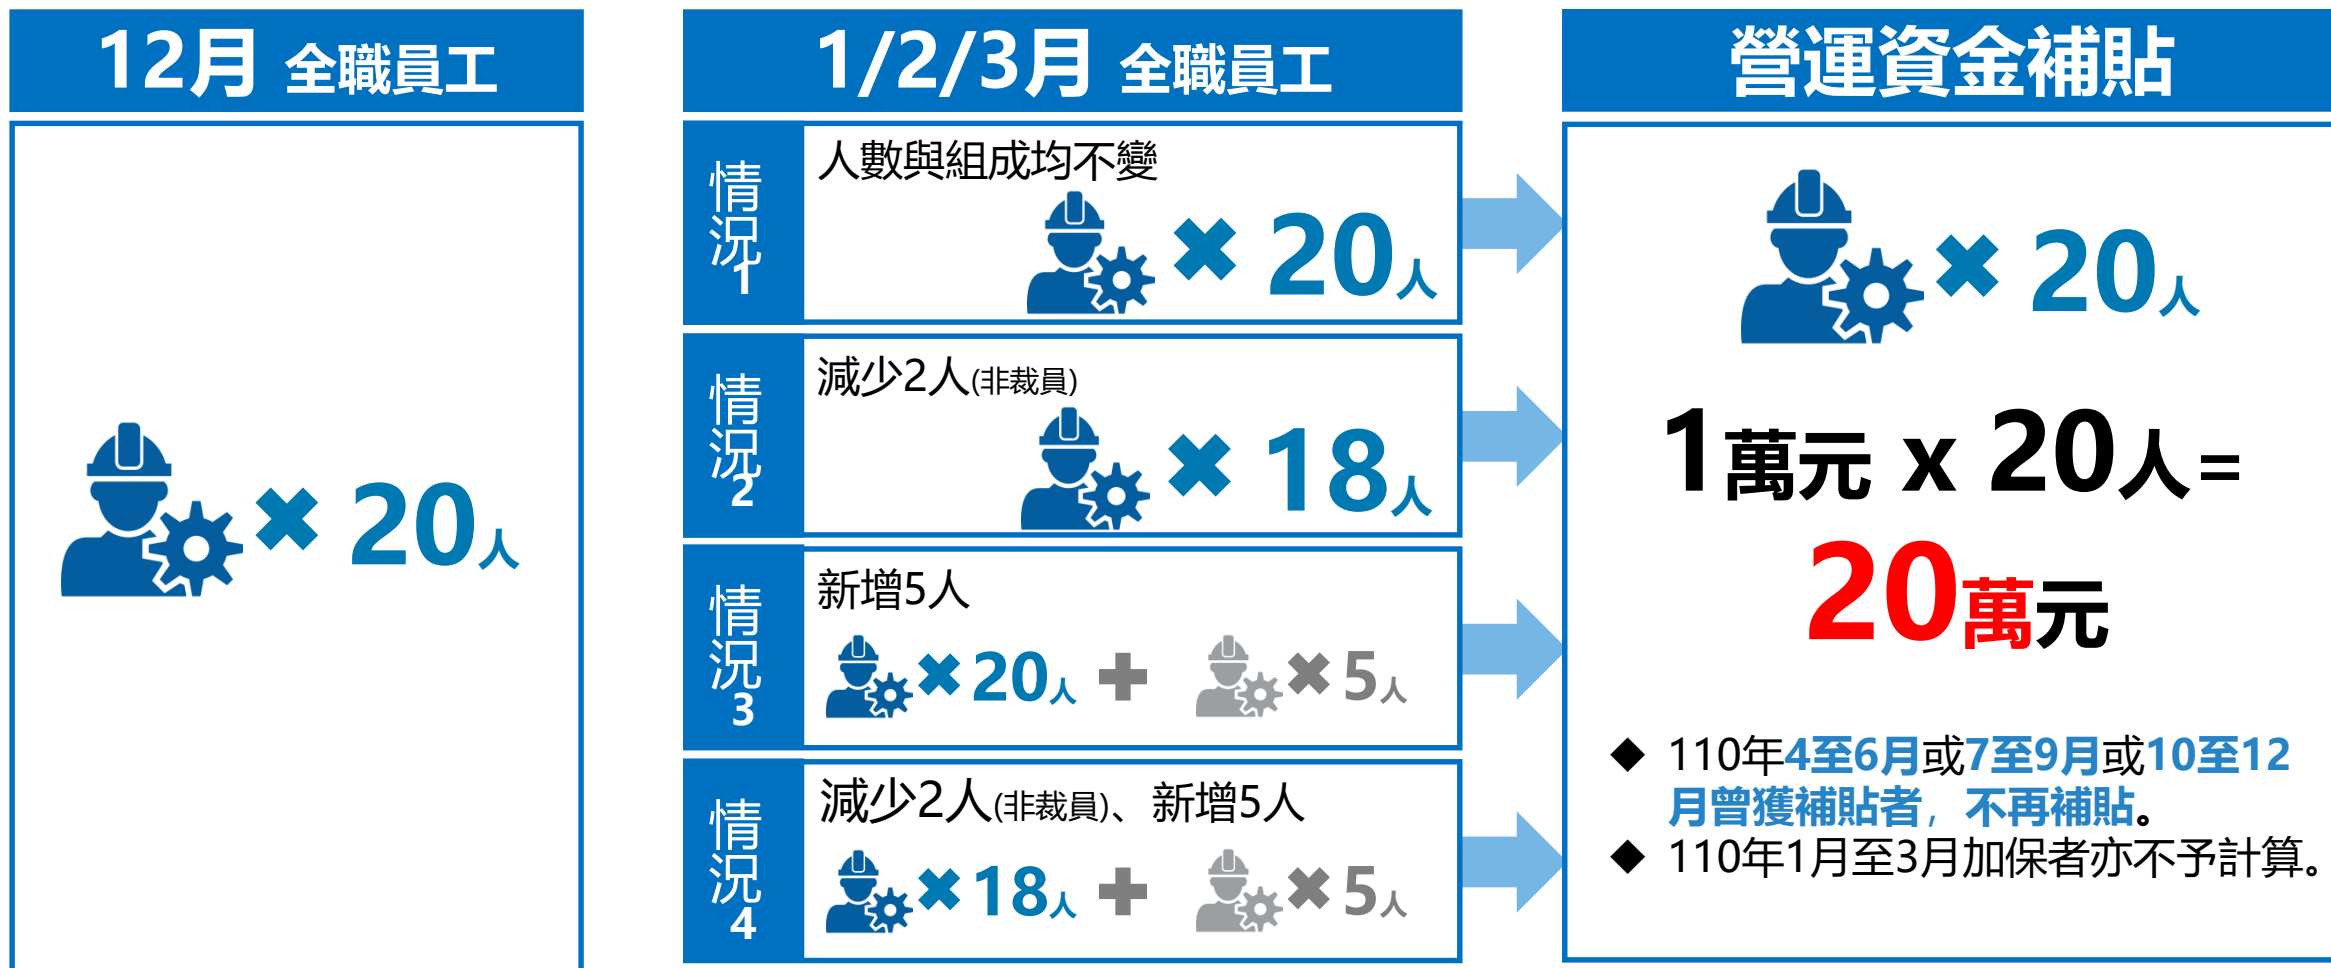 12月 全職員工
✖ 20人
1/2/3月 全職員工
情況1
人數與組成均不變
✖ 20人
情況2
減少2人(非裁員)
✖ 18人
情況3
新增5人
✖20人 ✚ ✖5人
情況4
減少2人(非裁員)、新增5人
✖18人 ✚ ✖5人
營運資金補貼
✖ 20人
1萬元 x 20人=
20萬元
◆ 110年4至6月或7至9月或10至12
月曾獲補貼者，不再補貼。
◆ 110年1月至3月加保者亦不予計算。